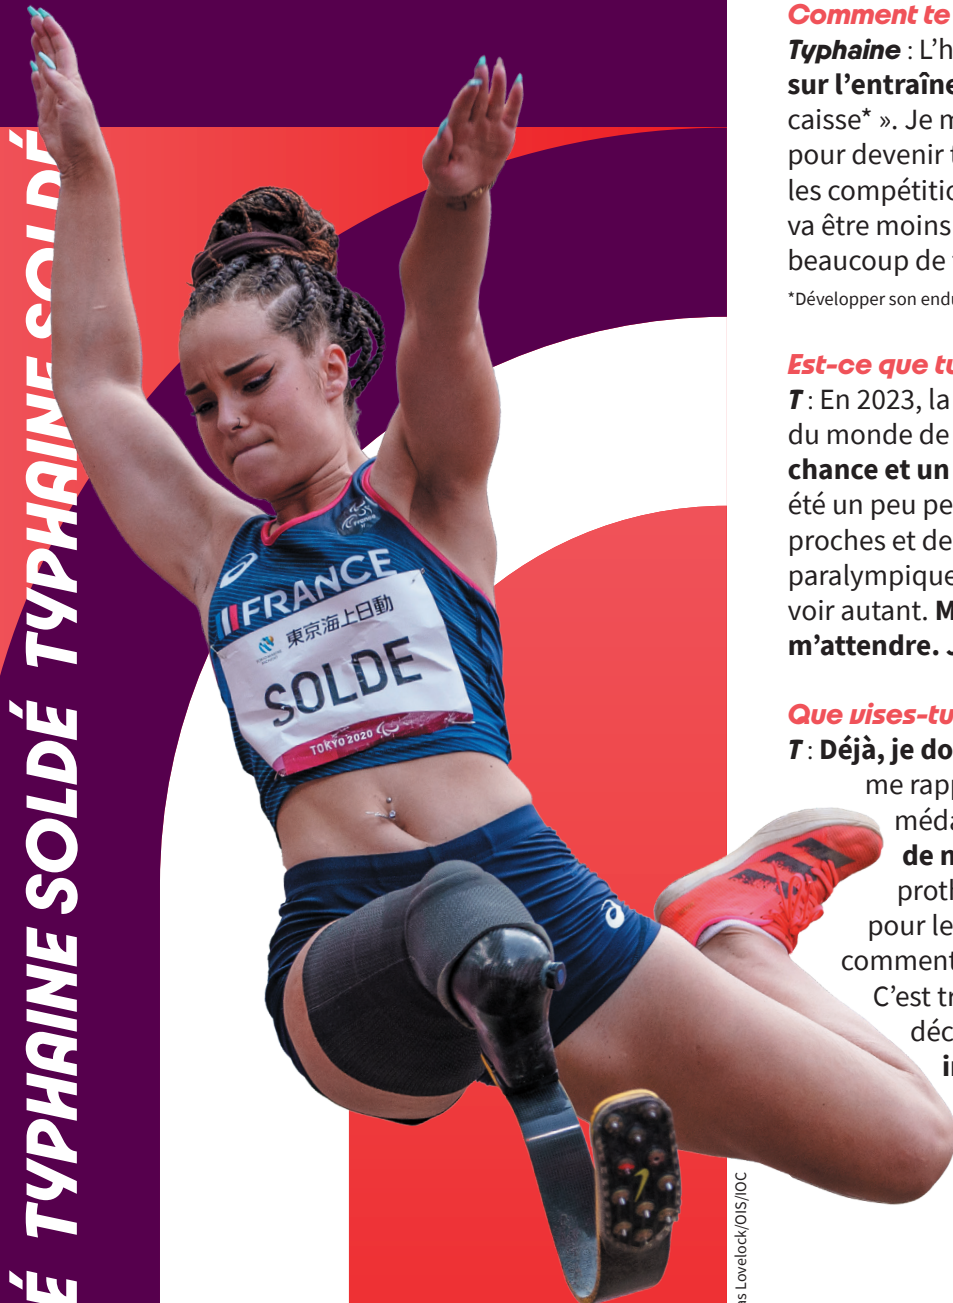 TYPHAINE SOLDÉ
TYPHAINE SOLDÉ
É
France
FRANCE
東京海上日動
SOLDE
TOKYO 2020
Comment te
Typhaine : L'h
sur l'entraîne
caisse* ». Je m
pour devenir t
les compétitio
va être moins
beaucoup de
*Développer son endu
Est-ce que tu
T : En 2023, la
du monde de
chance et un
été un peu pe
proches et de
paralympique
voir autant. M
m'attendre. J
Que vises-tu
T : Déjà, je do
me rapp
méda
de n
proth
pour le
comment
C'est tr
déc
i
as Lovelock/OIS/IOC